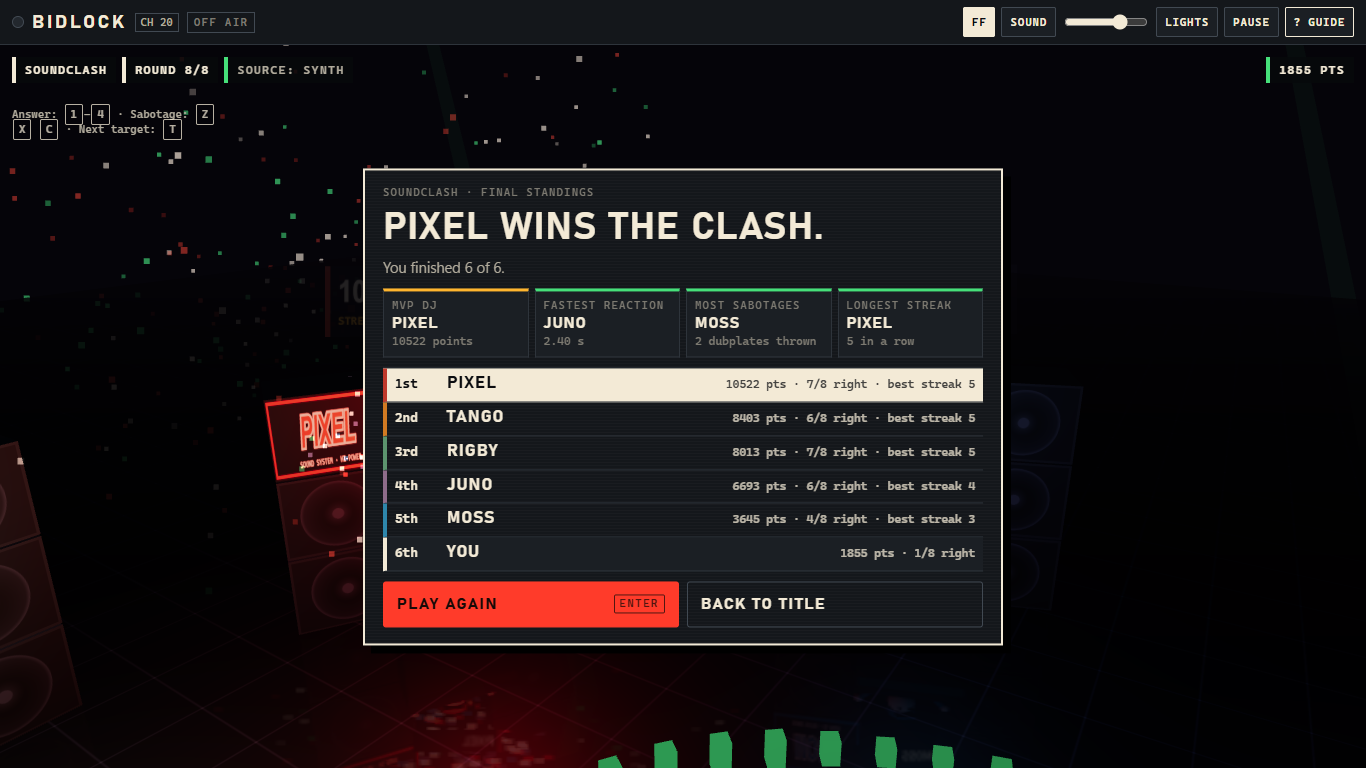 BIDLOCK CH 20 OFF AIR FF SOUND LIGHTS PAUSE ? GUIDE
SOUNDCLASH ROUND 8/8 SOURCE: SYNTH 1855 PTS
Answer: 1–4 · Sabotage: Z
X C · Next target: T
SOUNDCLASH · FINAL STANDINGS
PIXEL WINS THE CLASH.
You finished 6 of 6.
MVP DJ
PIXEL
10522 points
FASTEST REACTION
JUNO
2.40 s
MOST SABOTAGES
MOSS
2 dubplates thrown
LONGEST STREAK
PIXEL
5 in a row
1st PIXEL 10522 pts · 7/8 right · best streak 5
2nd TANGO 8403 pts · 6/8 right · best streak 5
3rd RIGBY 8013 pts · 7/8 right · best streak 5
4th JUNO 6693 pts · 6/8 right · best streak 4
5th MOSS 3645 pts · 4/8 right · best streak 3
6th YOU 1855 pts · 1/8 right
PLAY AGAIN ENTER BACK TO TITLE
PIXEL
SOUND SYSTEM